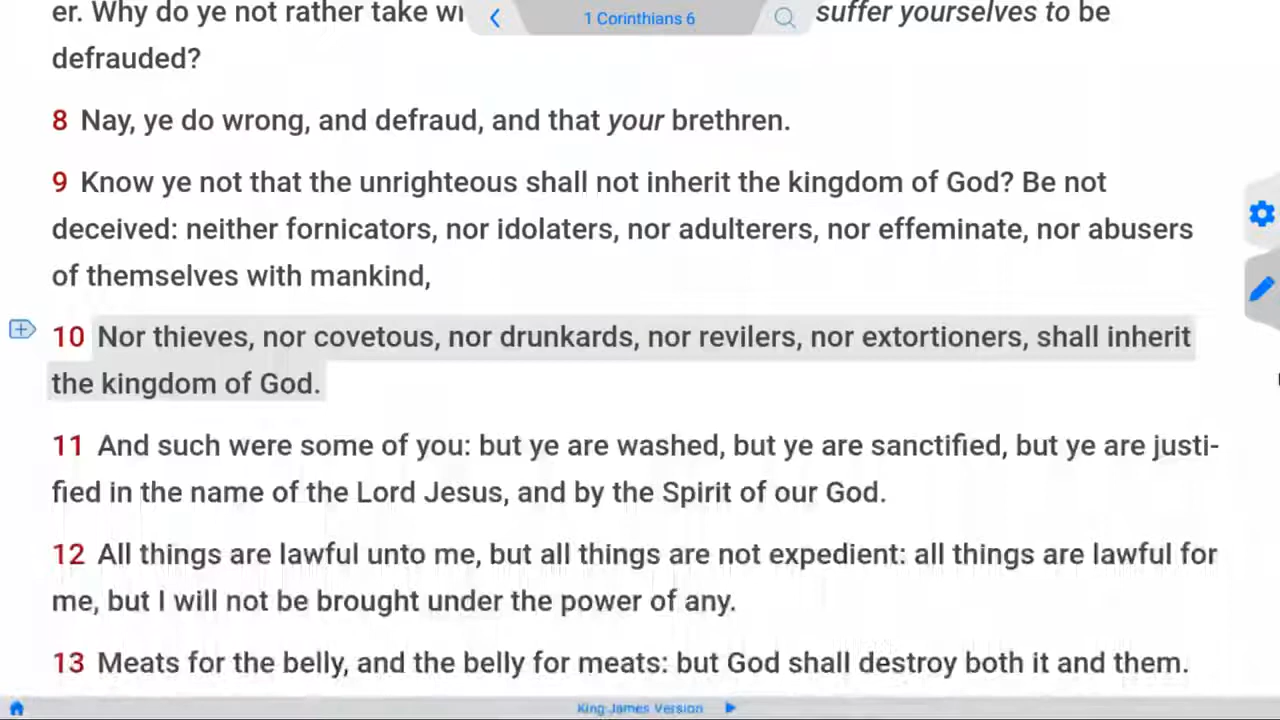 er. Why do ye not rather take
suffer yourselves to be
1 Corinthians 6
defrauded?
8 Nay, ye do wrong, and defraud, and that your brethren.
9 Know ye not that the unrighteous shall not inherit the kingdom of God? Be not
deceived: neither fornicators, nor idolaters, nor adulterers, nor effeminate, nor abusers
of themselves with mankind,
10 Nor thieves, nor covetous, nor drunkards, nor revilers, nor extortioners, shall inherit
the kingdom of God.
11 And such were some of you: but ye are washed, but ye are sanctified, but ye are justi-
fied in the name of the Lord Jesus, and by the Spirit of our God.
12 All things are lawful unto me, but all things are not expedient: all things are lawful for
me, but I will not be brought under the power of any.
13 Meats for the belly, and the belly for meats: but God shall destroy both it and them.
King James Version